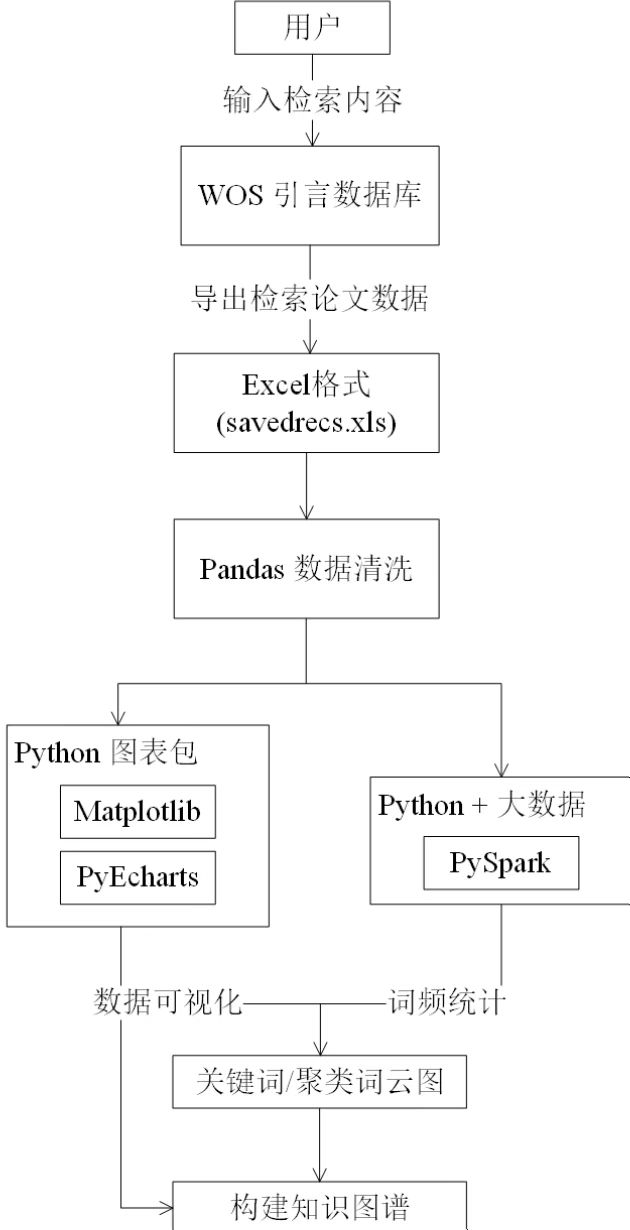 用户
输入检索内容
WOS 引言数据库
导出检索论文数据
Excel格式
(savedrecs.xls)
Pandas 数据清洗
Python 图表包
Matplotlib
PyEcharts
Python + 大数据
PySpark
数据可视化
词频统计
关键词/聚类词云图
构建知识图谱